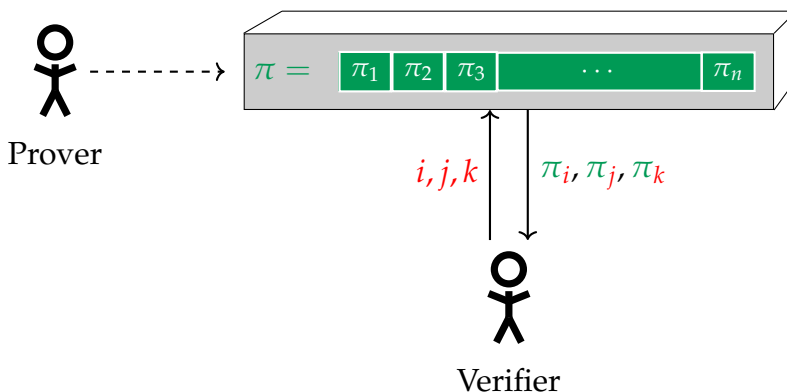 π = π₁ π₂ π₃ ⋯ πₙ
Prover
i, j, k
πᵢ, πⱼ, πₖ
Verifier